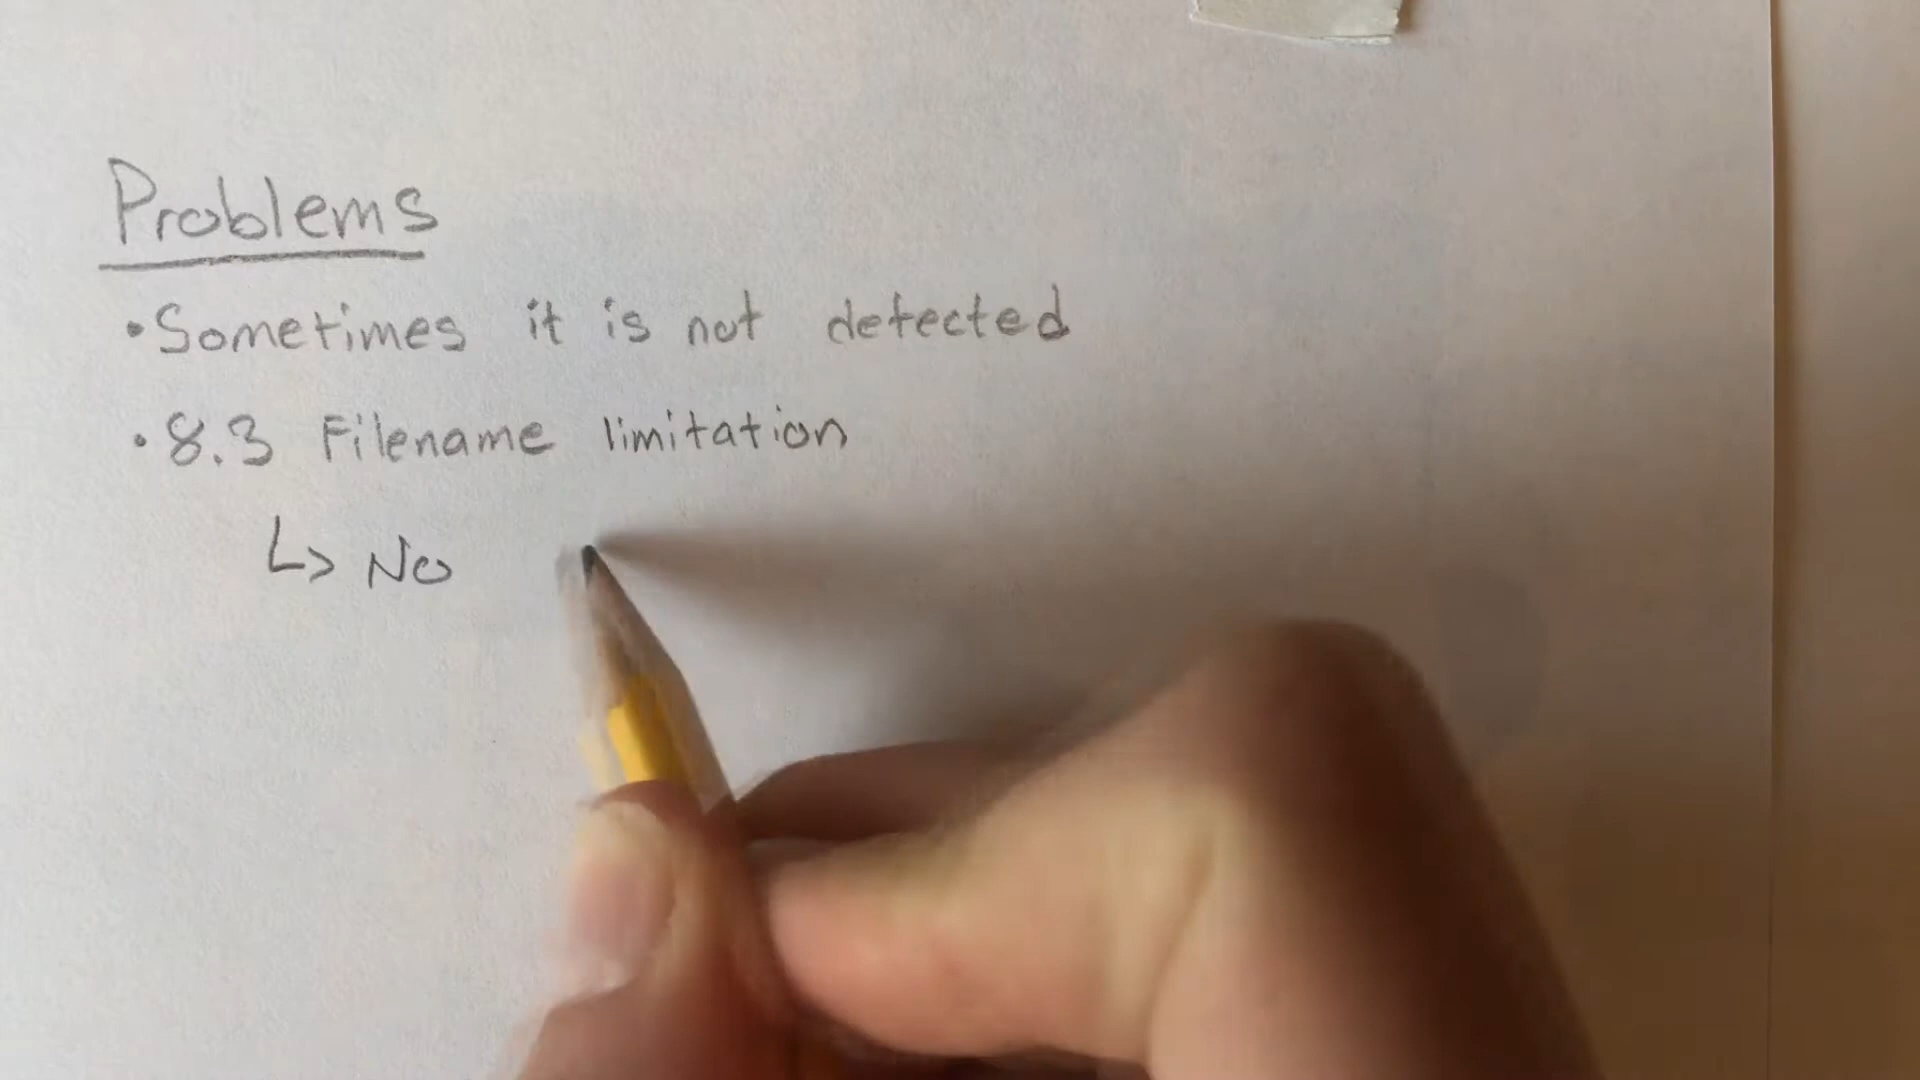 Problems
• Sometimes it is not detected
• 8.3 Filename limitation
↳ No